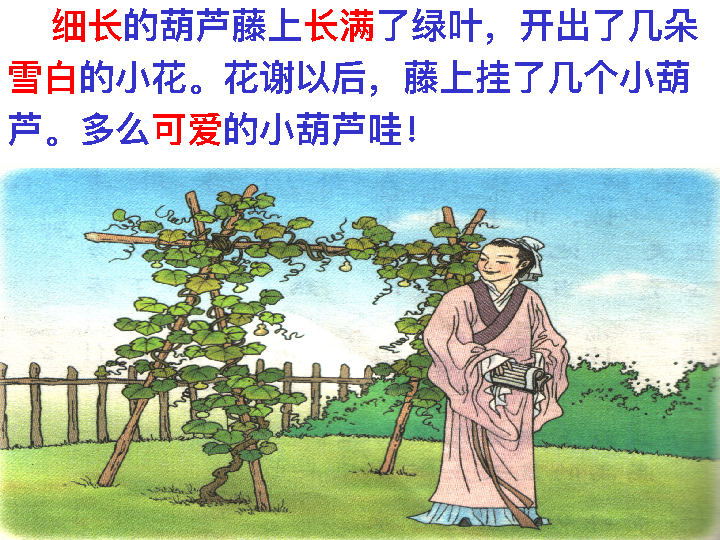 细长的葫芦藤上长满了绿叶，开出了几朵
雪白的小花。花谢以后，藤上挂了几个小葫
芦。多么可爱的小葫芦哇！